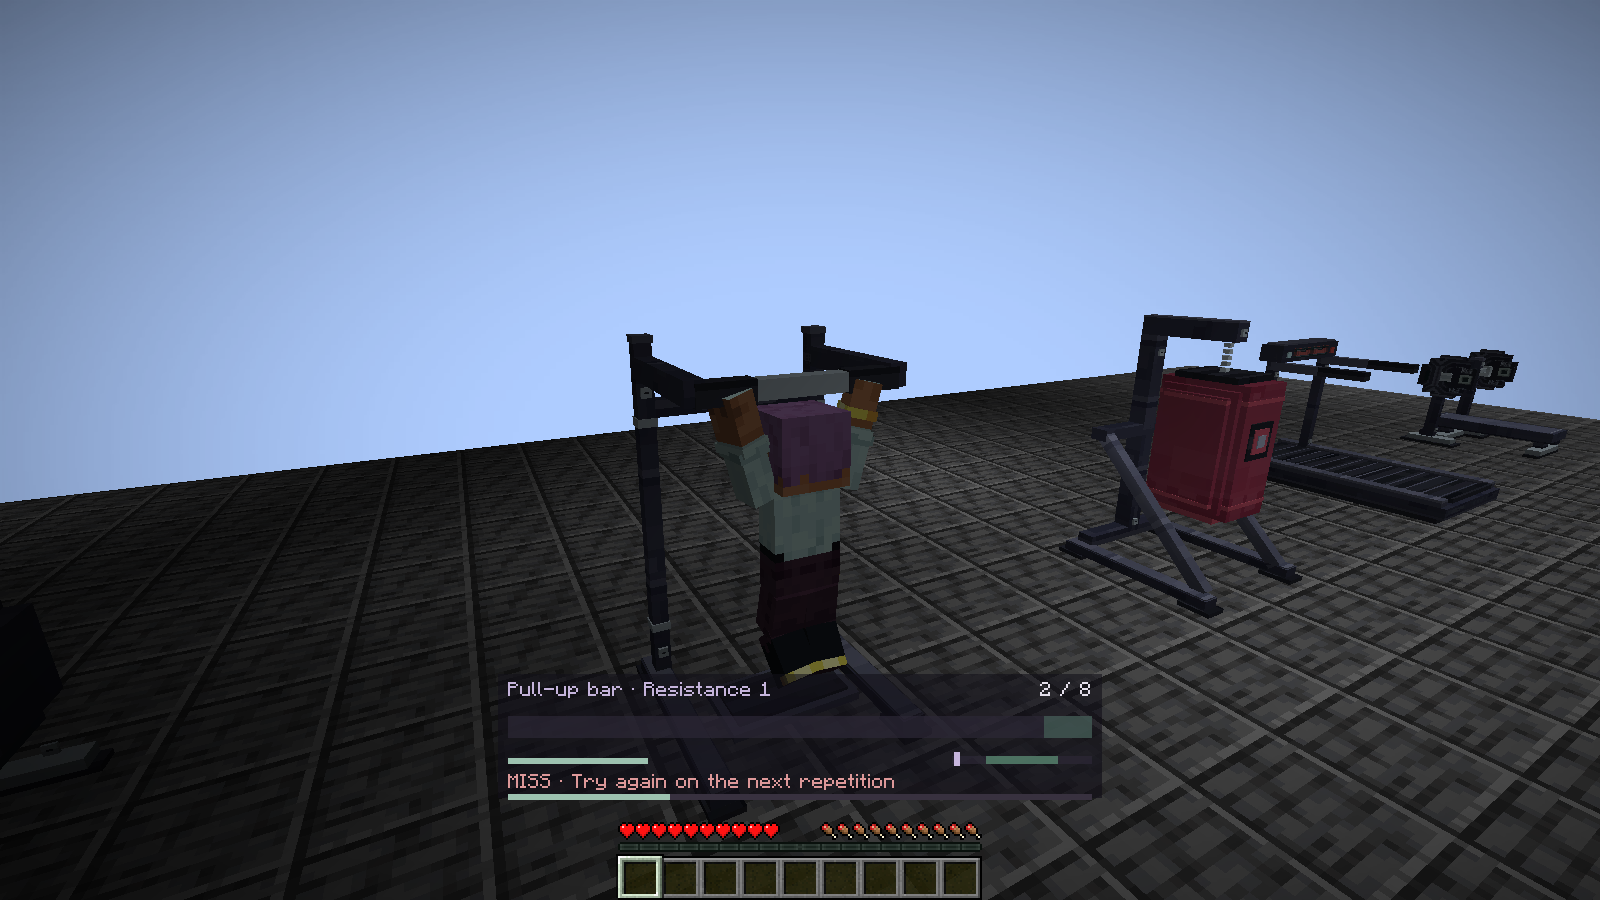 Pull-up bar · Resistance 1
2 / 8
MISS · Try again on the next repetition